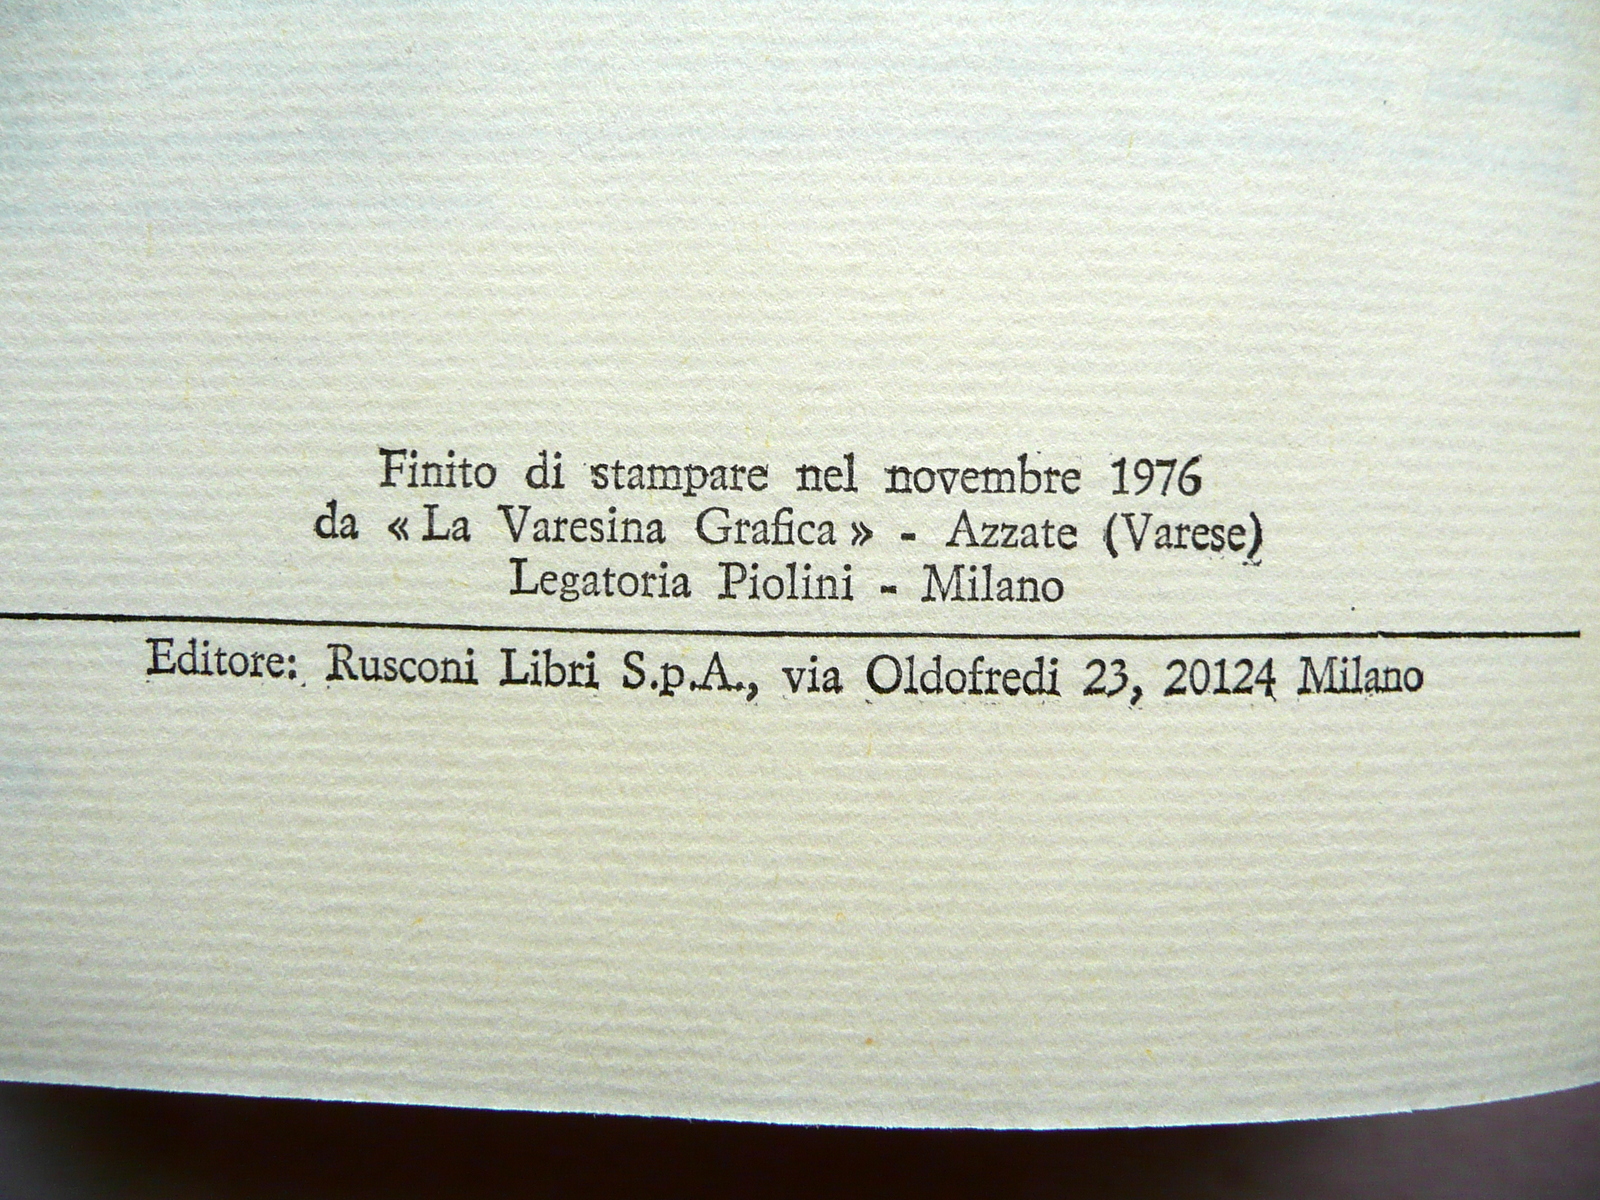 Finito di stampare nel novembre 1976
da « La Varesina Grafica » - Azzate (Varese)
Legatoria Piolini - Milano
Editore: Rusconi Libri S.p.A., via Oldofredi 23, 20124 Milano